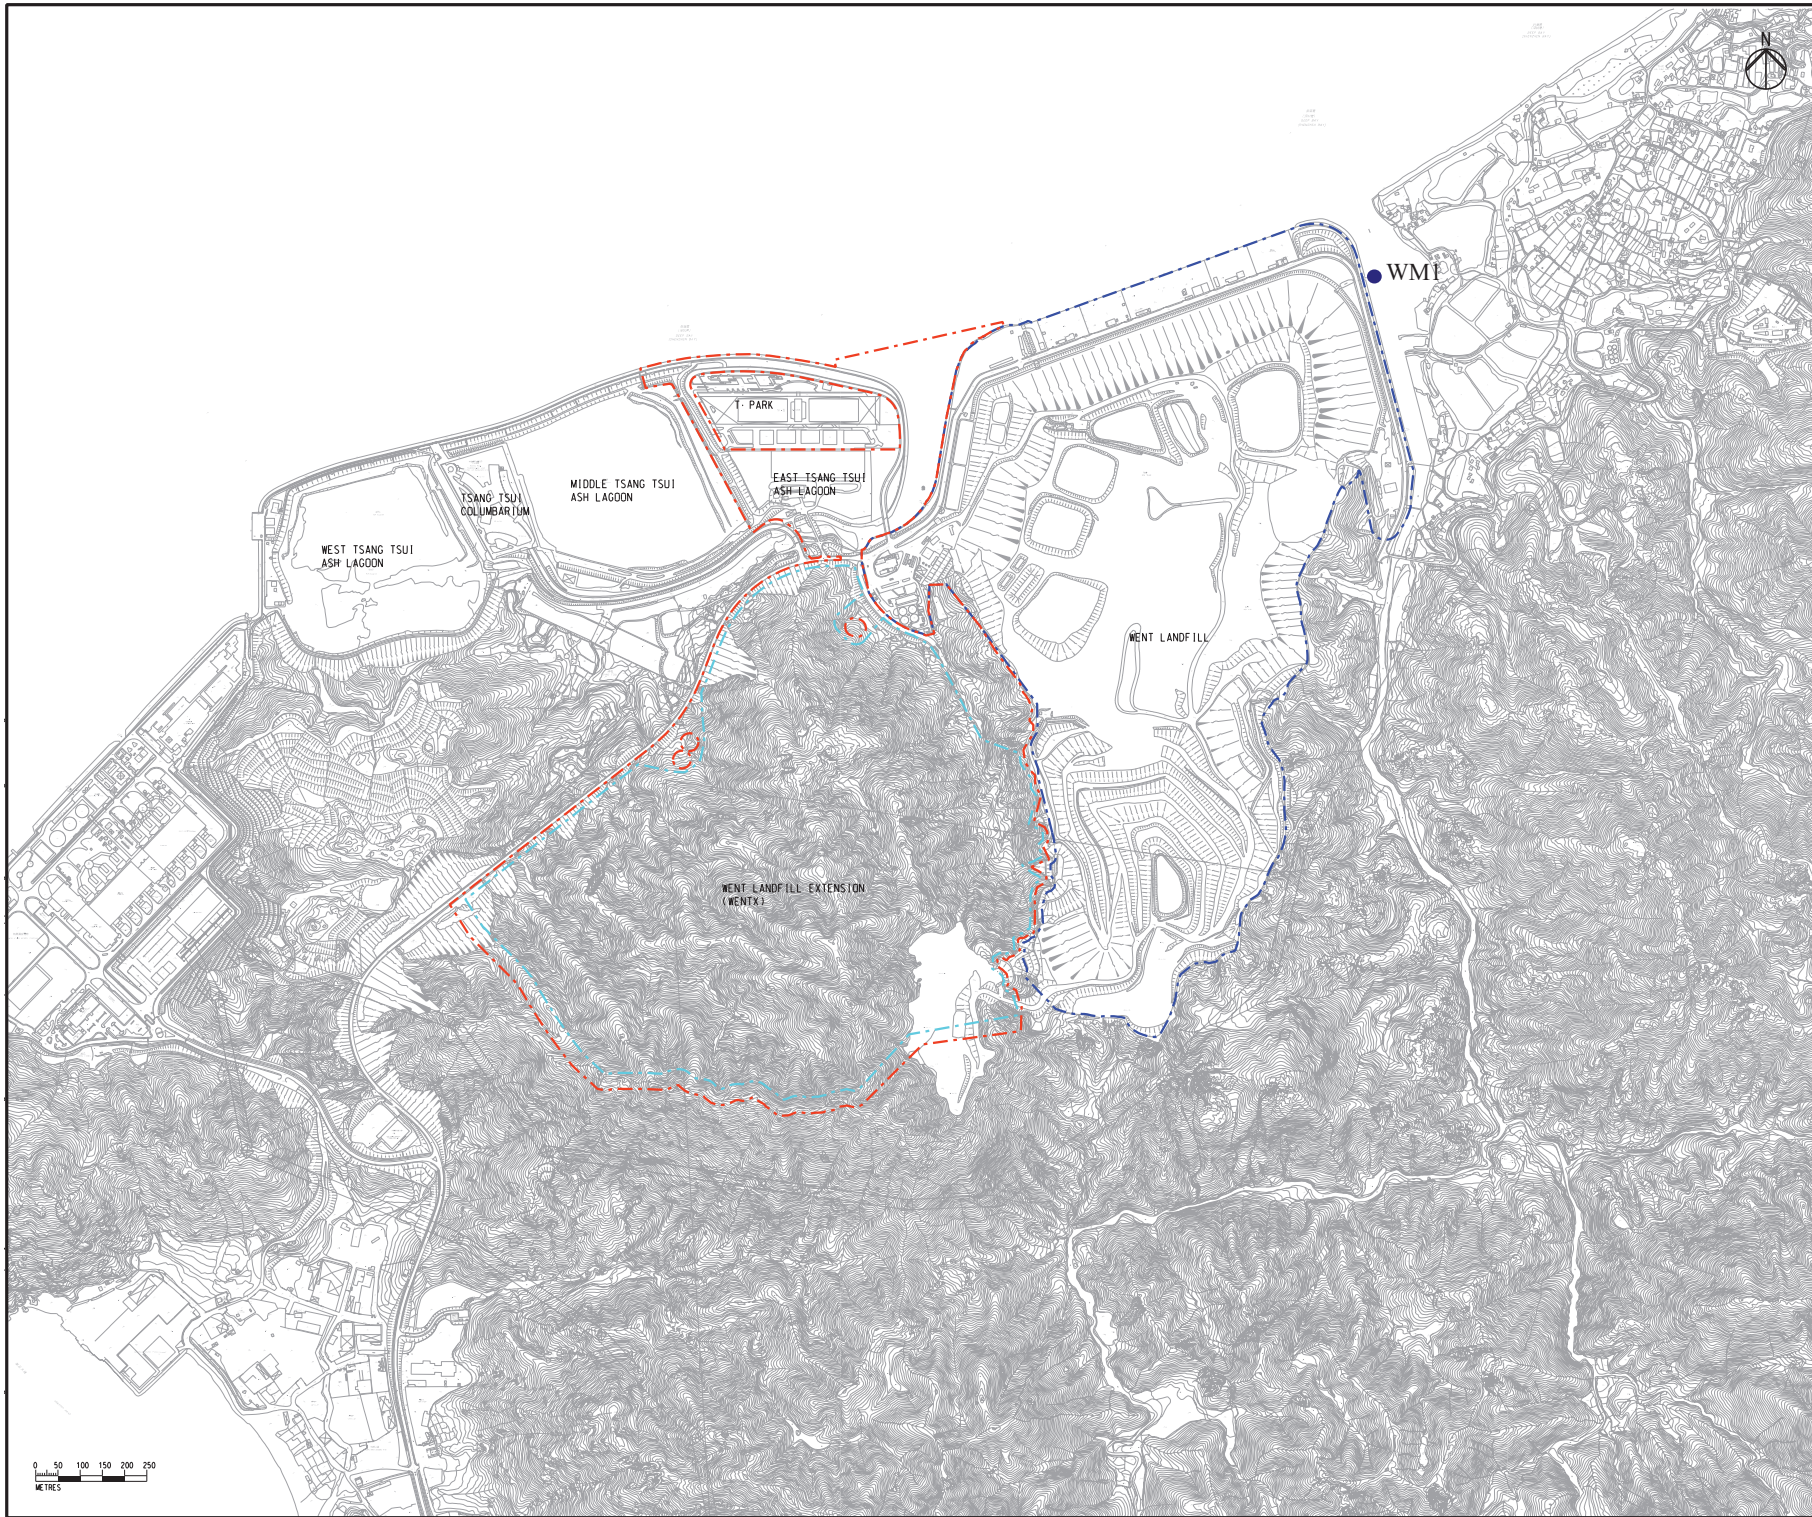 N
WM1
T· PARK
EAST TSANG TSUI
ASH LAGOON
MIDDLE TSANG TSUI
ASH LAGOON
TSANG TSUI
COLUMBARIUM
WEST TSANG TSUI
ASH LAGOON
WENT LANDFILL
WENT LANDFILL EXTENSION
(WENTX)
0 50 100 150 200 250
METRES